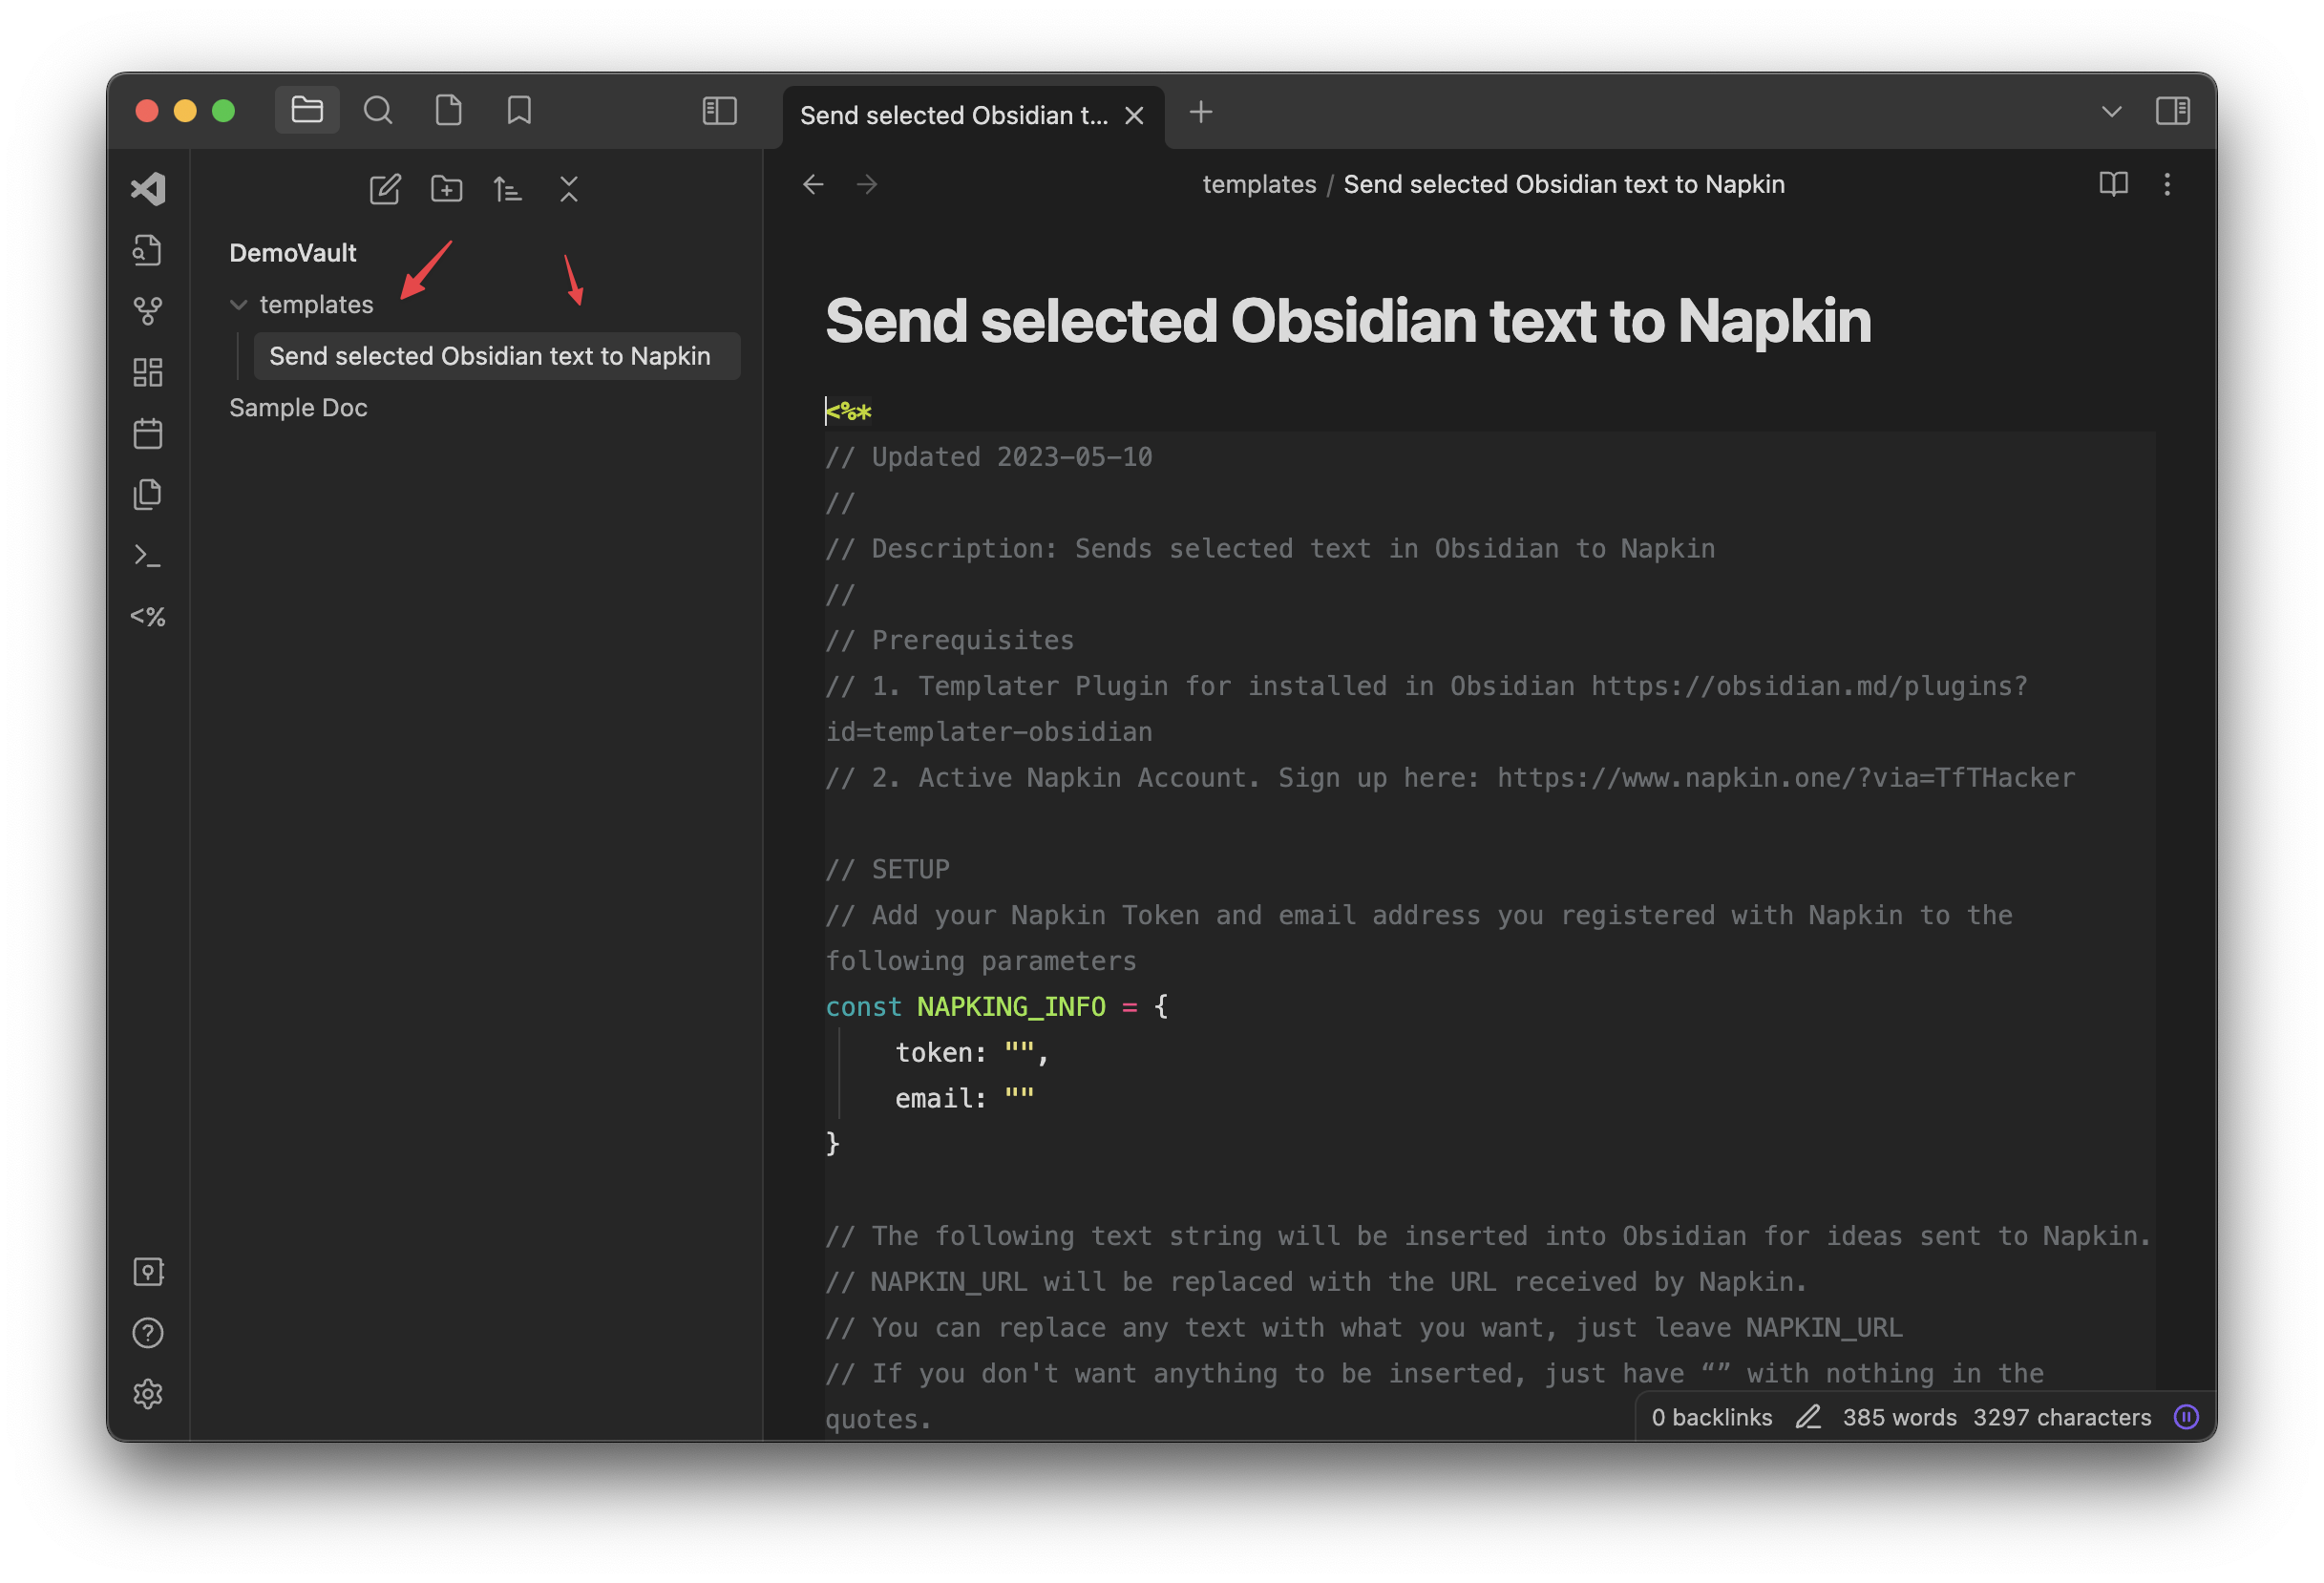 Send selected Obsidian t...
templates / Send selected Obsidian text to Napkin
DemoVault
templates
Send selected Obsidian text to Napkin
Sample Doc
<%
Send selected Obsidian text to Napkin
<%*
// Updated 2023-05-10
//
// Description: Sends selected text in Obsidian to Napkin
//
// Prerequisites
// 1. Templater Plugin for installed in Obsidian https://obsidian.md/plugins?
id=templater-obsidian
// 2. Active Napkin Account. Sign up here: https://www.napkin.one/?via=TfTHacker
// SETUP
// Add your Napkin Token and email address you registered with Napkin to the
following parameters
const NAPKING_INFO = {
token: "",
email: ""
}
// The following text string will be inserted into Obsidian for ideas sent to Napkin.
// NAPKIN_URL will be replaced with the URL received by Napkin.
// You can replace any text with what you want, just leave NAPKIN_URL
// If you don't want anything to be inserted, just have “” with nothing in the
quotes.
0 backlinks 385 words 3297 characters